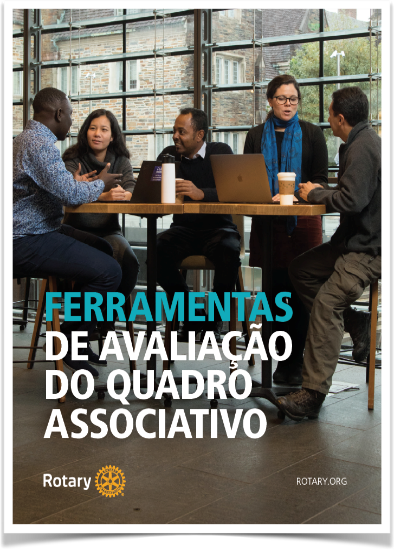 FERRAMENTAS
DE AVALIAÇÃO
DO QUADRO
ASSOCIATIVO
Rotary
ROTARY.ORG